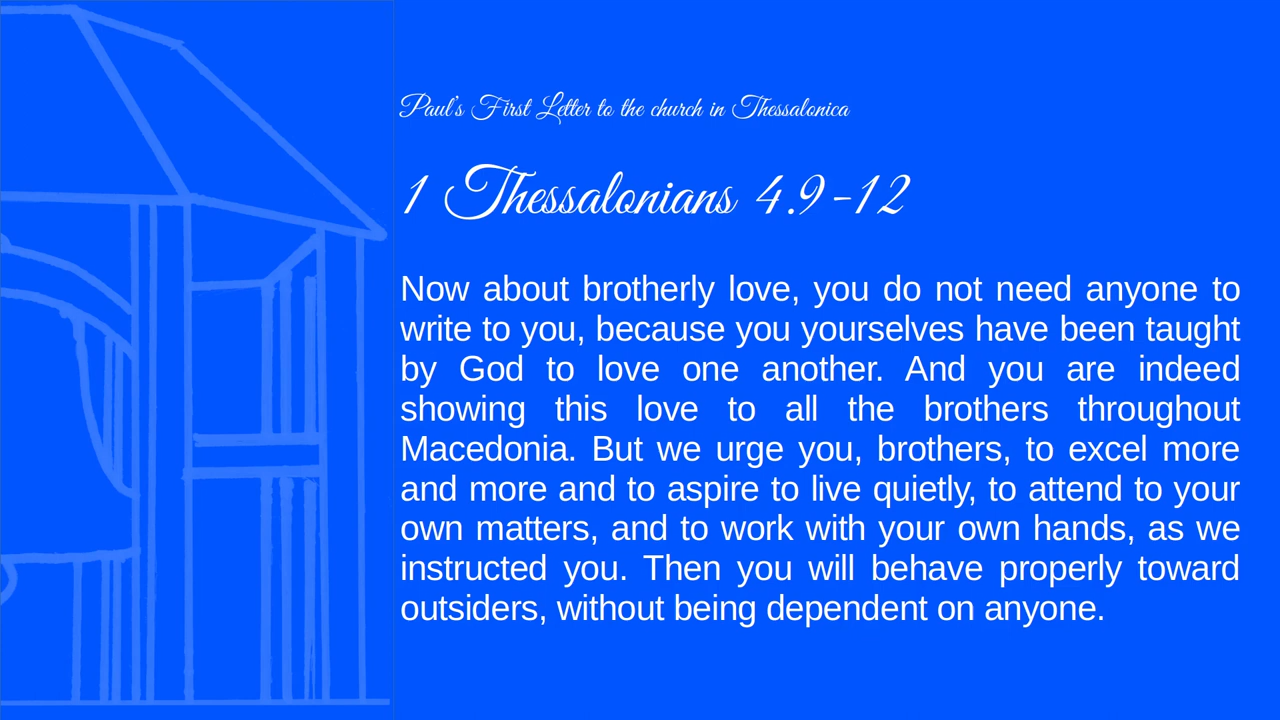 Paul's First Letter to the church in Thessalonica
1 Thessalonians 4.9-12
Now about brotherly love, you do not need anyone to
write to you, because you yourselves have been taught
by God to love one another. And you are indeed
showing this love to all the brothers throughout
Macedonia. But we urge you, brothers, to excel more
and more and to aspire to live quietly, to attend to your
own matters, and to work with your own hands, as we
instructed you. Then you will behave properly toward
outsiders, without being dependent on anyone.